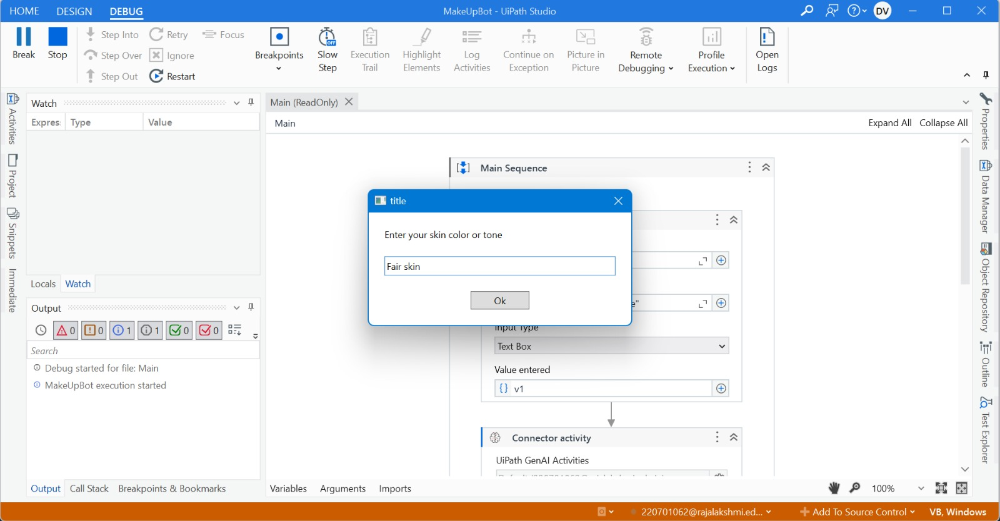 HOME DESIGN DEBUG MakeUpBot - UiPath Studio DV
Break Stop Step Into Step Over Step Out Retry Ignore Restart Focus
Breakpoints Slow Step OFF Execution Trail Highlight Elements Log Activities Continue on Exception Picture in Picture Remote Debugging Profile Execution Open Logs
Activities
Project
Snippets
Immediate
Watch
Expres Type Value
Locals Watch
Output
0 0 1 1 0 0
Search
Debug started for file: Main
MakeUpBot execution started
Output Call Stack Breakpoints & Bookmarks
Main (ReadOnly)
Main Expand All Collapse All
Main Sequence
title
Enter your skin color or tone
Fair skin
Ok
e"
Input Type
Text Box
Value entered
{} v1
Connector activity
UiPath GenAI Activities
Variables Arguments Imports 100%
Properties
Data Manager
Object Repository
Outline
Test Explorer
220701062@rajalakshmi.ed... Add To Source Control VB, Windows